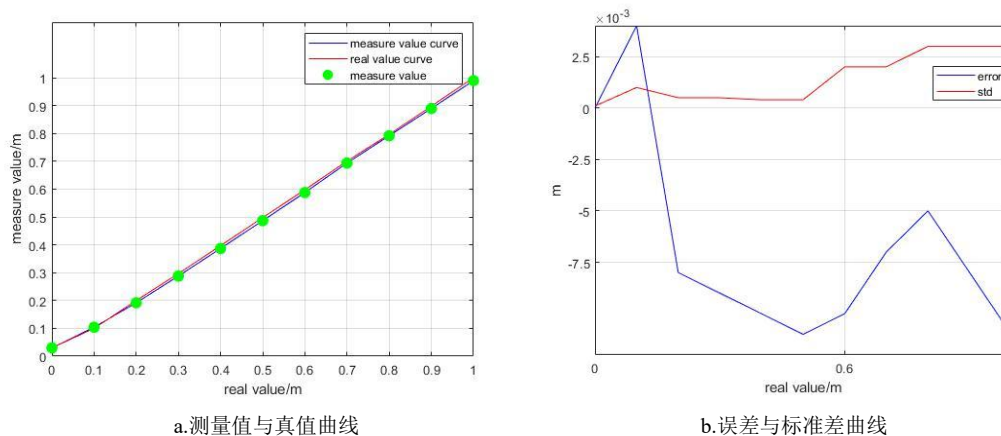 measure value curve
real value curve
measure value
1
0.9
0.8
0.7
0.6
0.5
0.4
0.3
0.2
0.1
0
measure value/m
0 0.1 0.2 0.3 0.4 0.5 0.6 0.7 0.8 0.9 1
real value/m
a.测量值与真值曲线
×10⁻³
2.5
0
-2.5
-5
-7.5
m
error
std
0 0.6
real value/m
b.误差与标准差曲线